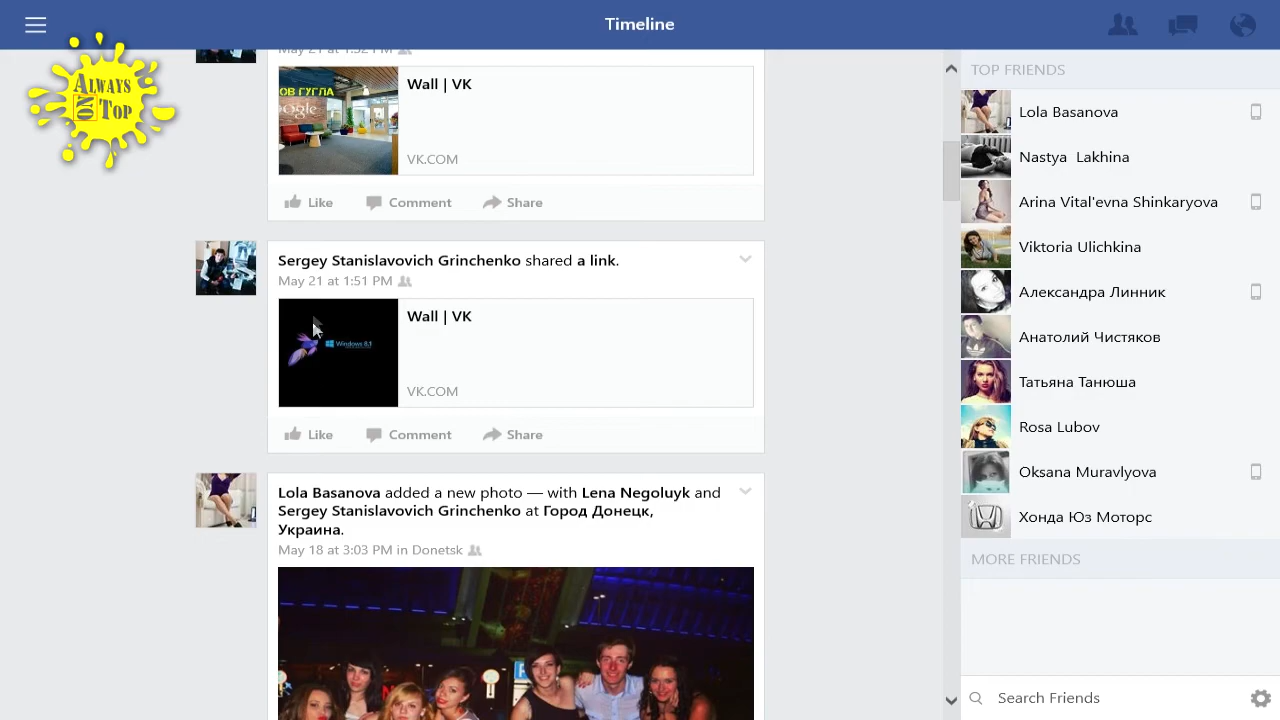 Timeline
ALWAYS
ON TOP
May 21 at 1:52 PM
ОВ ГУГЛА
Google
Wall | VK
VK.COM
Like Comment Share
Sergey Stanislavovich Grinchenko shared a link.
May 21 at 1:51 PM
Windows 8.1
Wall | VK
VK.COM
Like Comment Share
Lola Basanova added a new photo — with Lena Negoluyk and
Sergey Stanislavovich Grinchenko at Город Донецк,
Украина.
May 18 at 3:03 PM in Donetsk
TOP FRIENDS
Lola Basanova
Nastya Lakhina
Arina Vital'evna Shinkaryova
Viktoria Ulichkina
Александра Линник
Анатолий Чистяков
Татьяна Танюша
Rosa Lubov
Oksana Muravlyova
Хонда Юз Моторс
MORE FRIENDS
Search Friends